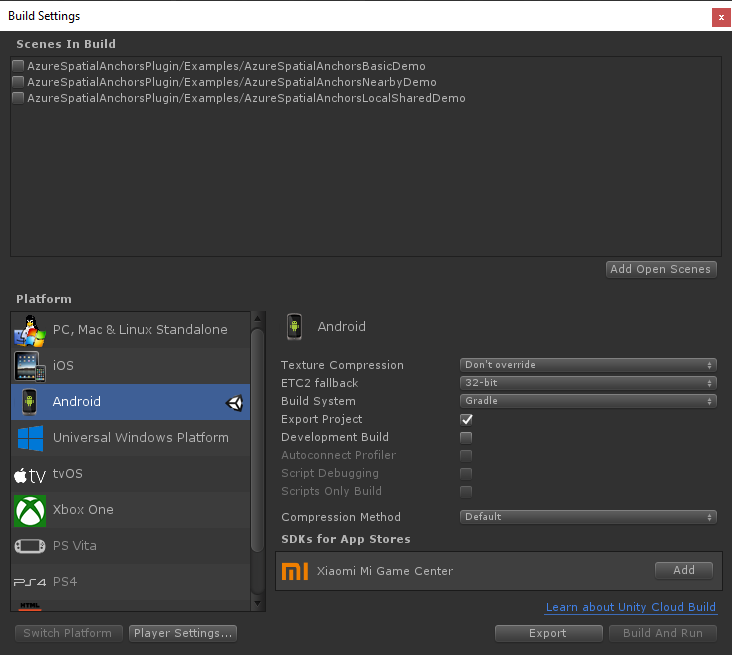 Build Settings
x
Scenes In Build
AzureSpatialAnchorsPlugin/Examples/AzureSpatialAnchorsBasicDemo
AzureSpatialAnchorsPlugin/Examples/AzureSpatialAnchorsNearbyDemo
AzureSpatialAnchorsPlugin/Examples/AzureSpatialAnchorsLocalSharedDemo
Add Open Scenes
Platform
PC, Mac & Linux Standalone
iOS
Android
Universal Windows Platform
tv tvOS
Xbox One
PS Vita
PS4 PS4
HTML
Android
Texture Compression Don't override
ETC2 fallback 32-bit
Build System Gradle
Export Project
Development Build
Autoconnect Profiler
Script Debugging
Scripts Only Build
Compression Method Default
SDKs for App Stores
MI Xiaomi Mi Game Center Add
Learn about Unity Cloud Build
Switch Platform Player Settings... Export Build And Run